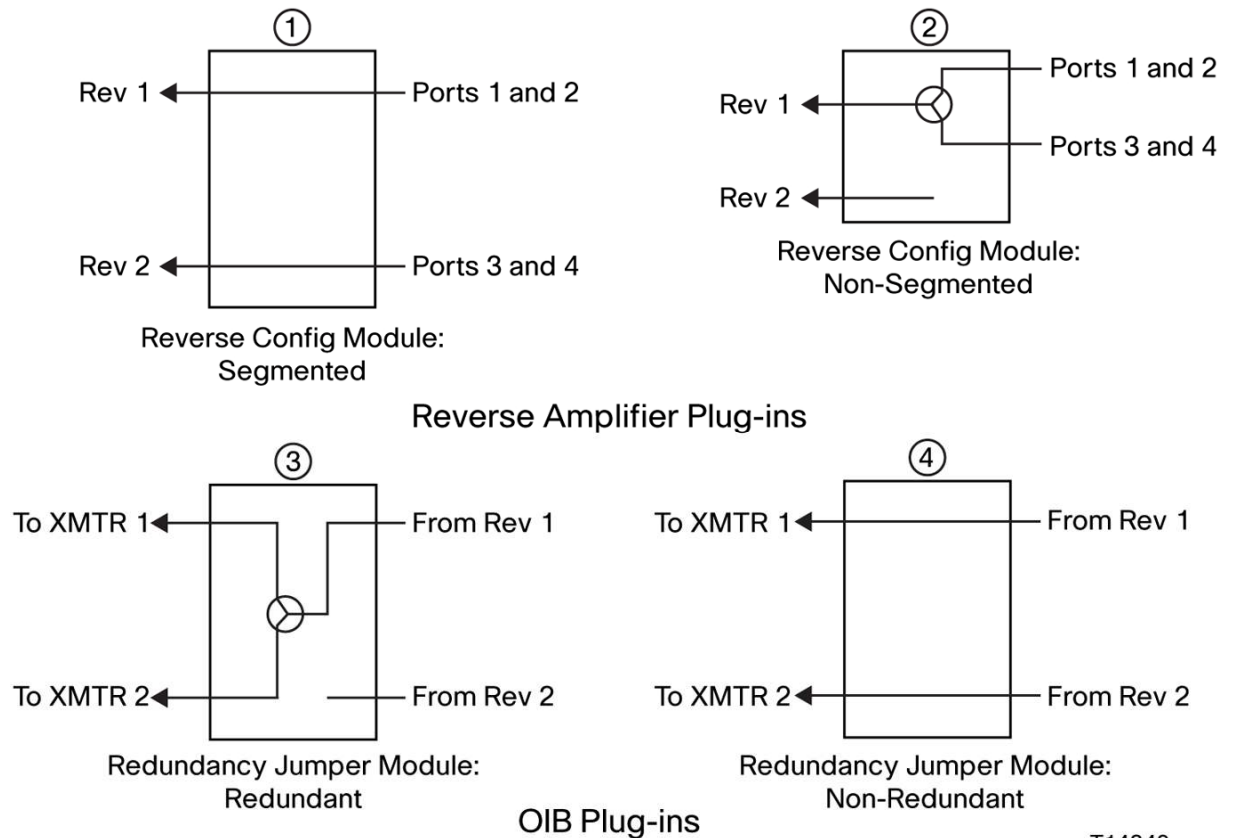 ①
Rev 1
Ports 1 and 2
Rev 2
Ports 3 and 4
Reverse Config Module:
Segmented
②
Ports 1 and 2
Rev 1
Ports 3 and 4
Rev 2
Reverse Config Module:
Non-Segmented
Reverse Amplifier Plug-ins
③
To XMTR 1
From Rev 1
To XMTR 2
From Rev 2
Redundancy Jumper Module:
Redundant
④
To XMTR 1
From Rev 1
To XMTR 2
From Rev 2
Redundancy Jumper Module:
Non-Redundant
OIB Plug-ins